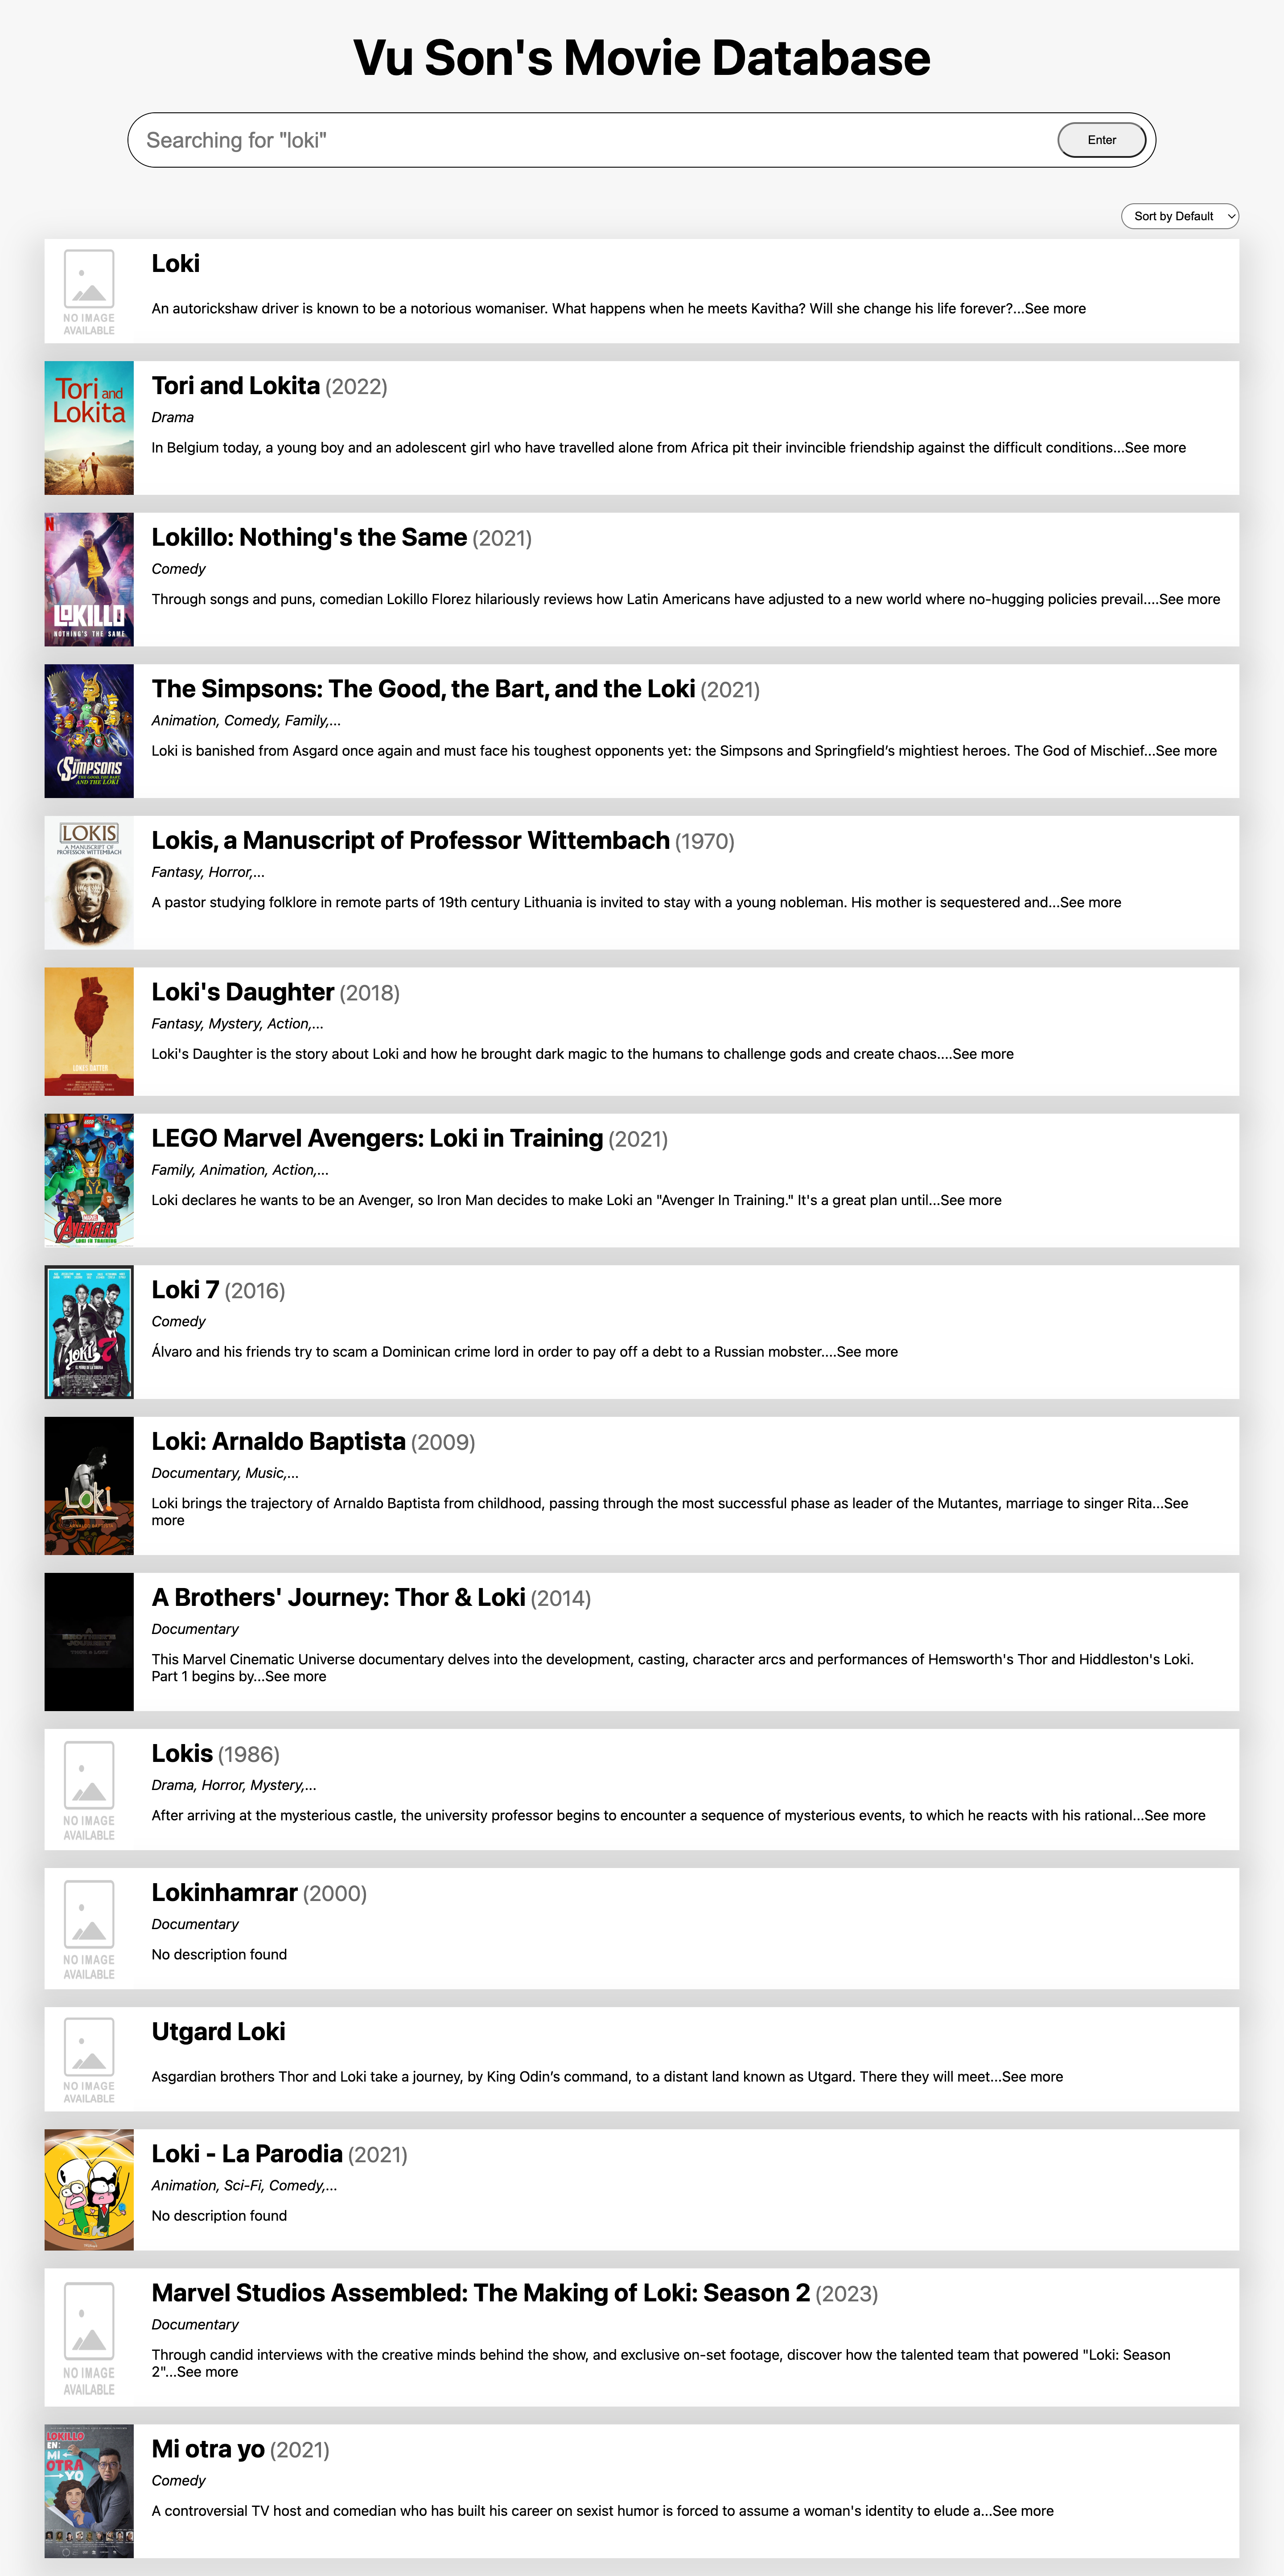 Vu Son's Movie Database
Searching for "loki"
Enter
Sort by Default
NO IMAGE
AVAILABLE
Loki
An autorickshaw driver is known to be a notorious womaniser. What happens when he meets Kavitha? Will she change his life forever?...See more
Tori and
Lokita
Tori and Lokita (2022)
Drama
In Belgium today, a young boy and an adolescent girl who have travelled alone from Africa pit their invincible friendship against the difficult conditions...See more
N
LOKILLO
NOTHING'S THE SAME
Lokillo: Nothing's the Same (2021)
Comedy
Through songs and puns, comedian Lokillo Florez hilariously reviews how Latin Americans have adjusted to a new world where no-hugging policies prevail....See more
THE SIMPSONS
THE GOOD, THE BART,
AND THE LOKI
The Simpsons: The Good, the Bart, and the Loki (2021)
Animation, Comedy, Family,...
Loki is banished from Asgard once again and must face his toughest opponents yet: the Simpsons and Springfield’s mightiest heroes. The God of Mischief...See more
LOKIS
A MANUSCRIPT OF
PROFESSOR WITTEMBACH
Lokis, a Manuscript of Professor Wittembach (1970)
Fantasy, Horror,...
A pastor studying folklore in remote parts of 19th century Lithuania is invited to stay with a young nobleman. His mother is sequestered and...See more
LOKES DATTER
Loki's Daughter (2018)
Fantasy, Mystery, Action,...
Loki's Daughter is the story about Loki and how he brought dark magic to the humans to challenge gods and create chaos....See more
LEGO
MARVEL
AVENGERS
LOKI IN TRAINING
LEGO Marvel Avengers: Loki in Training (2021)
Family, Animation, Action,...
Loki declares he wants to be an Avenger, so Iron Man decides to make Loki an "Avenger In Training." It's a great plan until...See more
LOKI 7
Loki 7 (2016)
Comedy
Álvaro and his friends try to scam a Dominican crime lord in order to pay off a debt to a Russian mobster....See more
LOKI
ARNALDO BAPTISTA
Loki: Arnaldo Baptista (2009)
Documentary, Music,...
Loki brings the trajectory of Arnaldo Baptista from childhood, passing through the most successful phase as leader of the Mutantes, marriage to singer Rita...See
more
A
BROTHERS'
JOURNEY
THOR & LOKI
A Brothers' Journey: Thor & Loki (2014)
Documentary
This Marvel Cinematic Universe documentary delves into the development, casting, character arcs and performances of Hemsworth's Thor and Hiddleston's Loki.
Part 1 begins by...See more
NO IMAGE
AVAILABLE
Lokis (1986)
Drama, Horror, Mystery,...
After arriving at the mysterious castle, the university professor begins to encounter a sequence of mysterious events, to which he reacts with his rational...See more
NO IMAGE
AVAILABLE
Lokinhamrar (2000)
Documentary
No description found
NO IMAGE
AVAILABLE
Utgard Loki
Asgardian brothers Thor and Loki take a journey, by King Odin’s command, to a distant land known as Utgard. There they will meet...See more
Loki - La Parodia (2021)
Animation, Sci-Fi, Comedy,...
No description found
NO IMAGE
AVAILABLE
Marvel Studios Assembled: The Making of Loki: Season 2 (2023)
Documentary
Through candid interviews with the creative minds behind the show, and exclusive on-set footage, discover how the talented team that powered "Loki: Season
2"...See more
LOKILLO
EN:
MI
OTRA
YO
Mi otra yo (2021)
Comedy
A controversial TV host and comedian who has built his career on sexist humor is forced to assume a woman's identity to elude a...See more